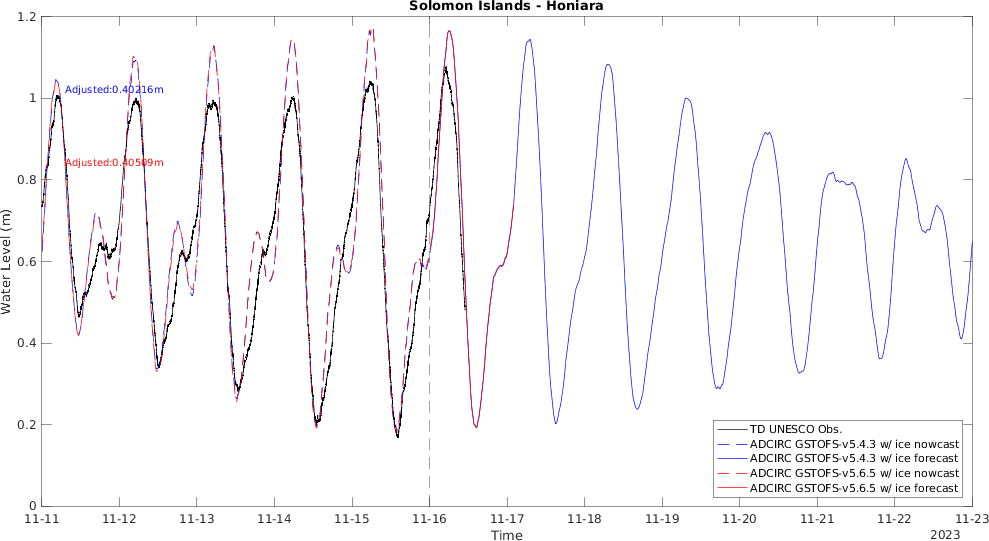 Solomon Islands - Honiara
1.2
1
0.8
0.6
0.4
0.2
0
Water Level (m)
Adjusted:0.40216m
Adjusted:0.40509m
TD UNESCO Obs.
ADCIRC GSTOFS-v5.4.3 w/ ice nowcast
ADCIRC GSTOFS-v5.4.3 w/ ice forecast
ADCIRC GSTOFS-v5.6.5 w/ ice nowcast
ADCIRC GSTOFS-v5.6.5 w/ ice forecast
11-11 11-12 11-13 11-14 11-15 11-16 11-17 11-18 11-19 11-20 11-21 11-22 11-23
Time
2023